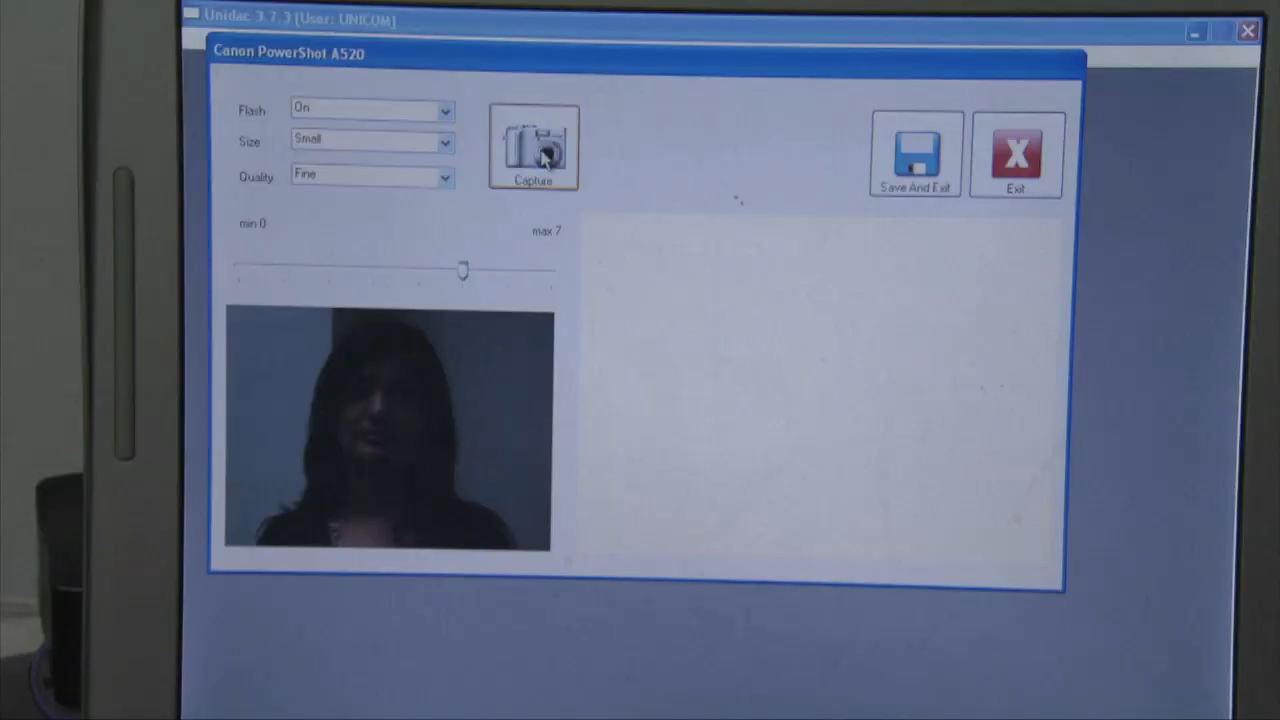 Unidac 3.7.3 [User: UNICOM]
Canon PowerShot A520
Flash On
Size Small
Quality Fine
Capture
Save And Exit
Exit
min 0
max 7